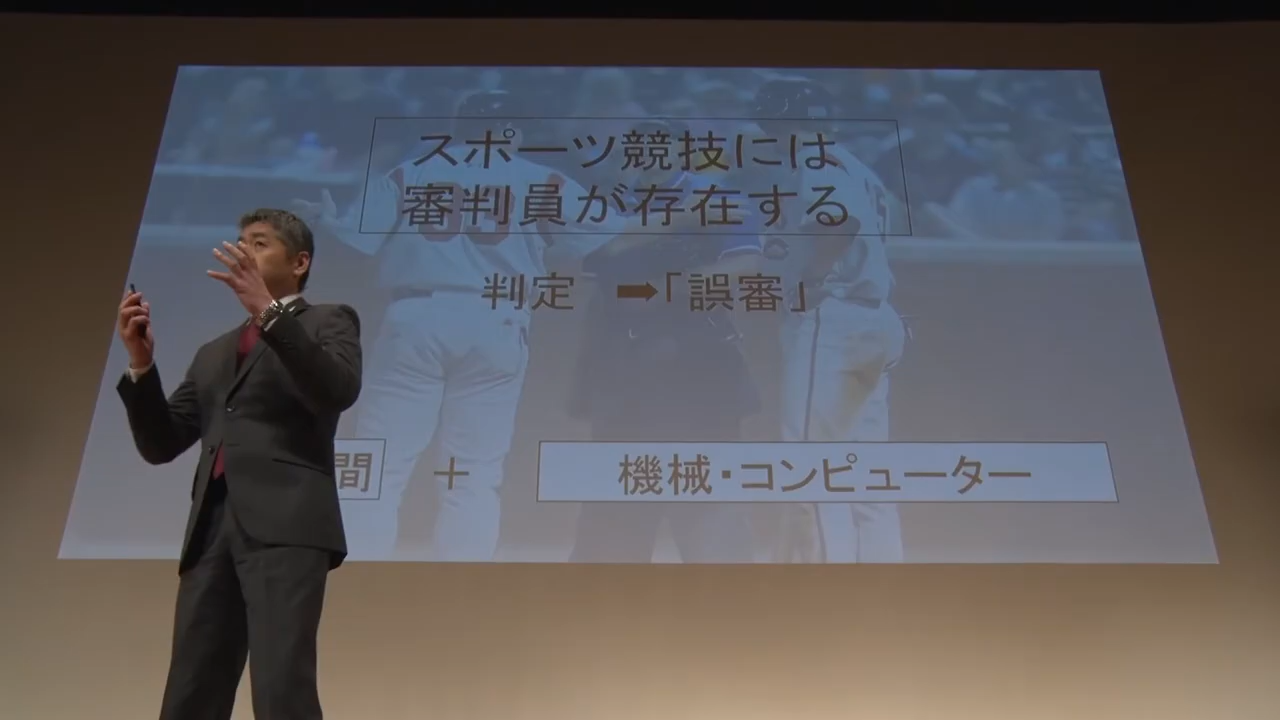 スポーツ競技には
審判員が存在する
判定 ➡「誤審」
間 + 機械・コンピューター